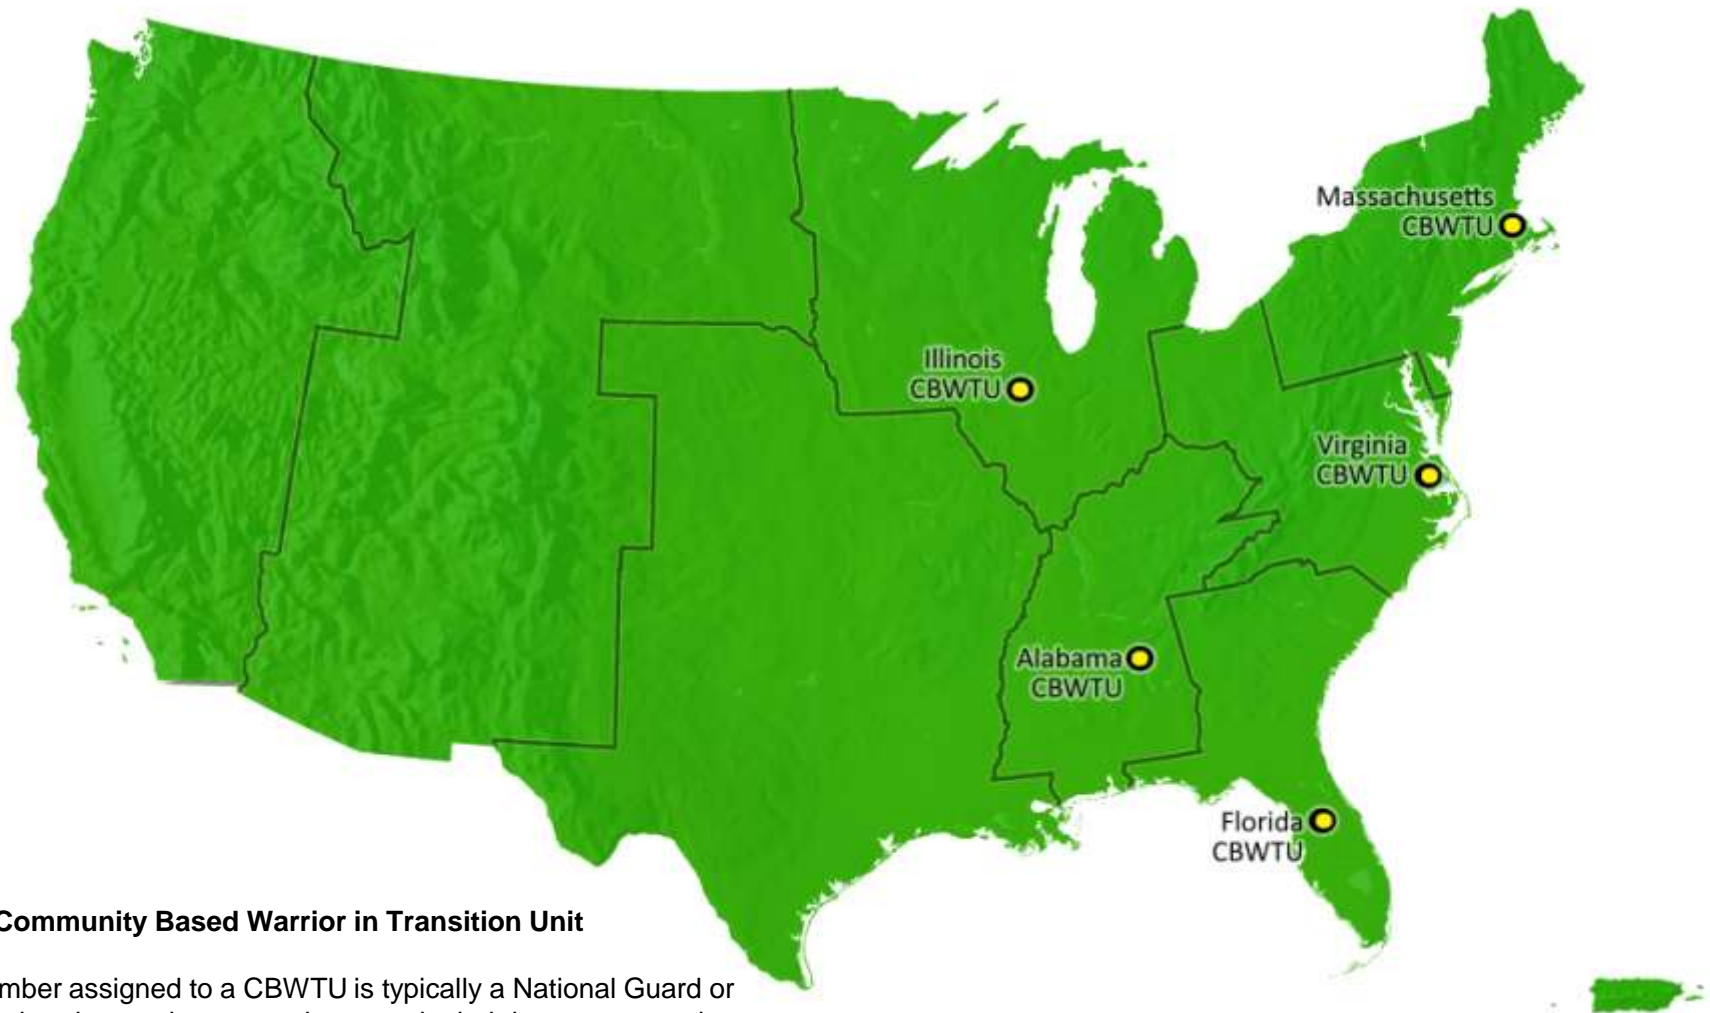 Massachusetts
CBWTU
Illinois
CBWTU
Virginia
CBWTU
Alabama
CBWTU
Florida
CBWTU
Community Based Warrior in Transition Unit
mber assigned to a CBWTU is typically a National Guard or